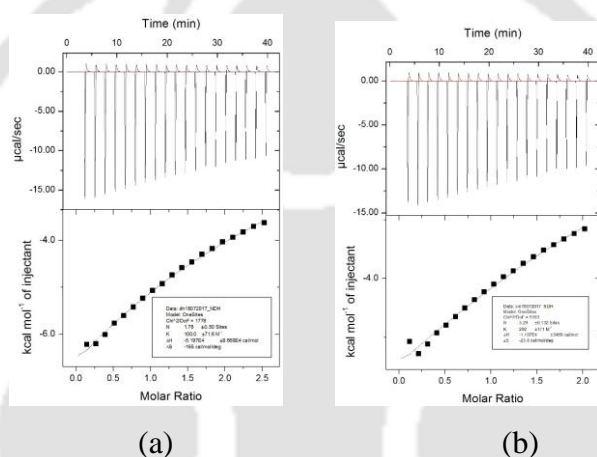 Time (min)
0 10 20 30 40
0.00
-5.00
-10.00
-15.00
µcal/sec
-4.0
-6.0
kcal mol⁻¹ of injectant
Model: OneSites
0.0 0.5 1.0 1.5 2.0 2.5
Molar Ratio
(a)
Time (min)
0 10 20 30 40
0.00
-5.00
-10.00
-15.00
µcal/sec
-4.0
kcal mol⁻¹ of injectant
Model: OneSites
0.0 0.5 1.0 1.5 2.0
Molar Ratio
(b)